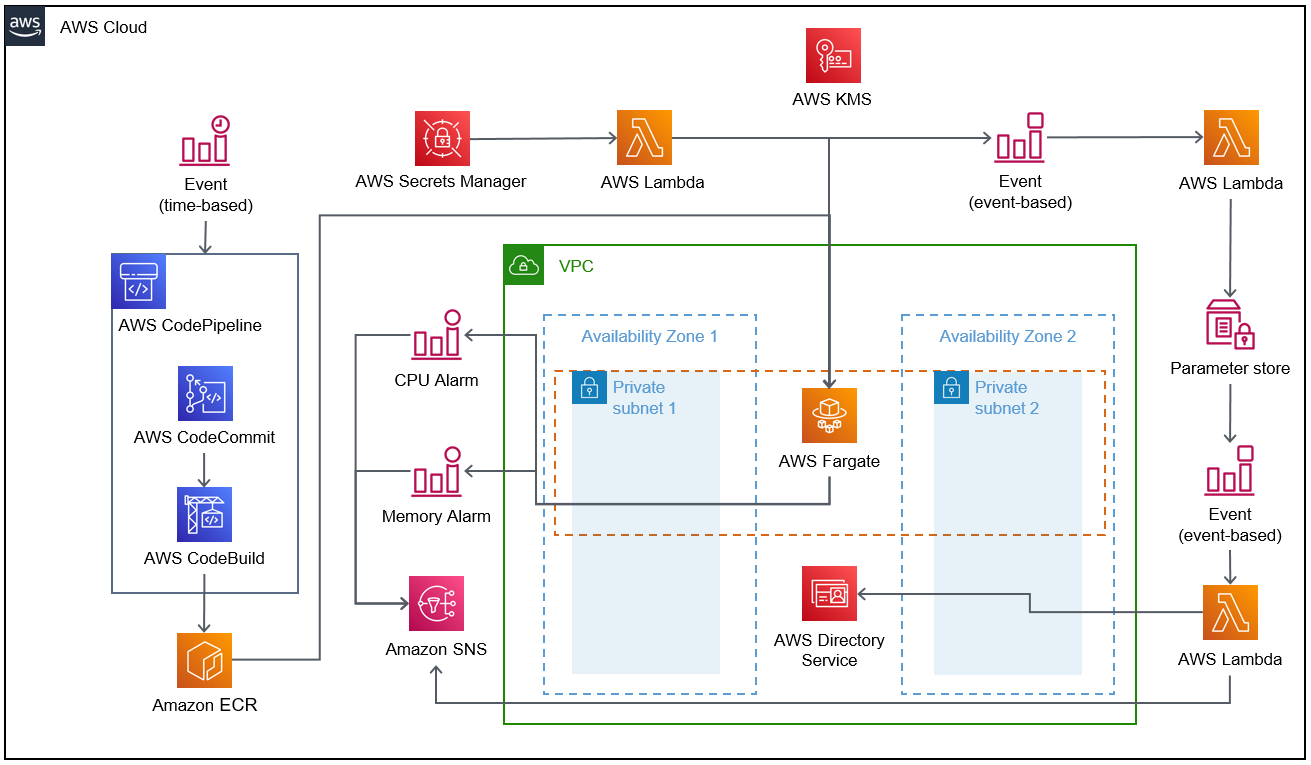 aws
AWS Cloud
AWS KMS
AWS Secrets Manager
AWS Lambda
Event
(event-based)
AWS Lambda
Event
(time-based)
VPC
AWS CodePipeline
Availability Zone 1
Availability Zone 2
CPU Alarm
Parameter store
Private
subnet 1
Private
subnet 2
AWS CodeCommit
AWS Fargate
Memory Alarm
Event
(event-based)
AWS CodeBuild
Amazon SNS
AWS Directory
Service
AWS Lambda
Amazon ECR